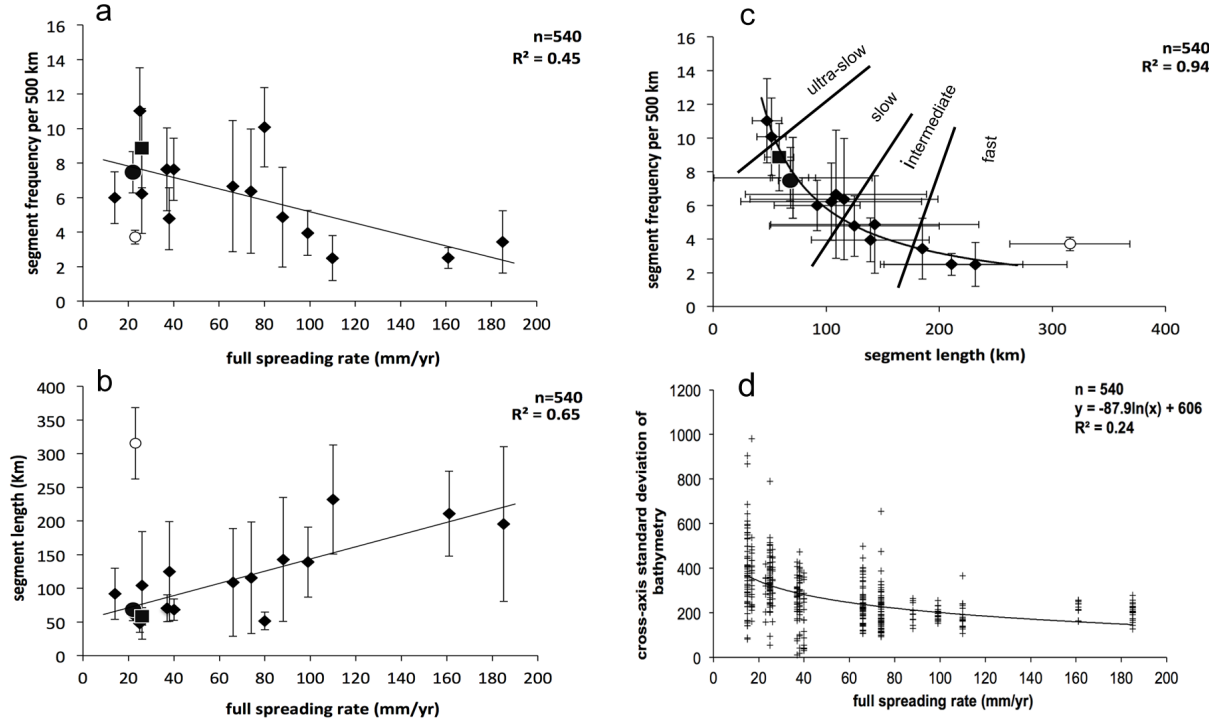 a
n=540
R² = 0.45
segment frequency per 500 km
16
14
12
10
8
6
4
2
0
0 20 40 60 80 100 120 140 160 180 200
full spreading rate (mm/yr)
b
n=540
R² = 0.65
segment length (Km)
400
350
300
250
200
150
100
50
0
0 20 40 60 80 100 120 140 160 180 200
full spreading rate (mm/yr)
c
n=540
R² = 0.94
segment frequency per 500 km
16
14
12
10
8
6
4
2
0
ultra-slow
slow
intermediate
fast
0 100 200 300 400
segment length (km)
d
n = 540
y = -87.9ln(x) + 606
R² = 0.24
cross-axis standard deviation of
bathymetry
1200
1000
800
600
400
200
0
0 20 40 60 80 100 120 140 160 180 200
full spreading rate (mm/yr)